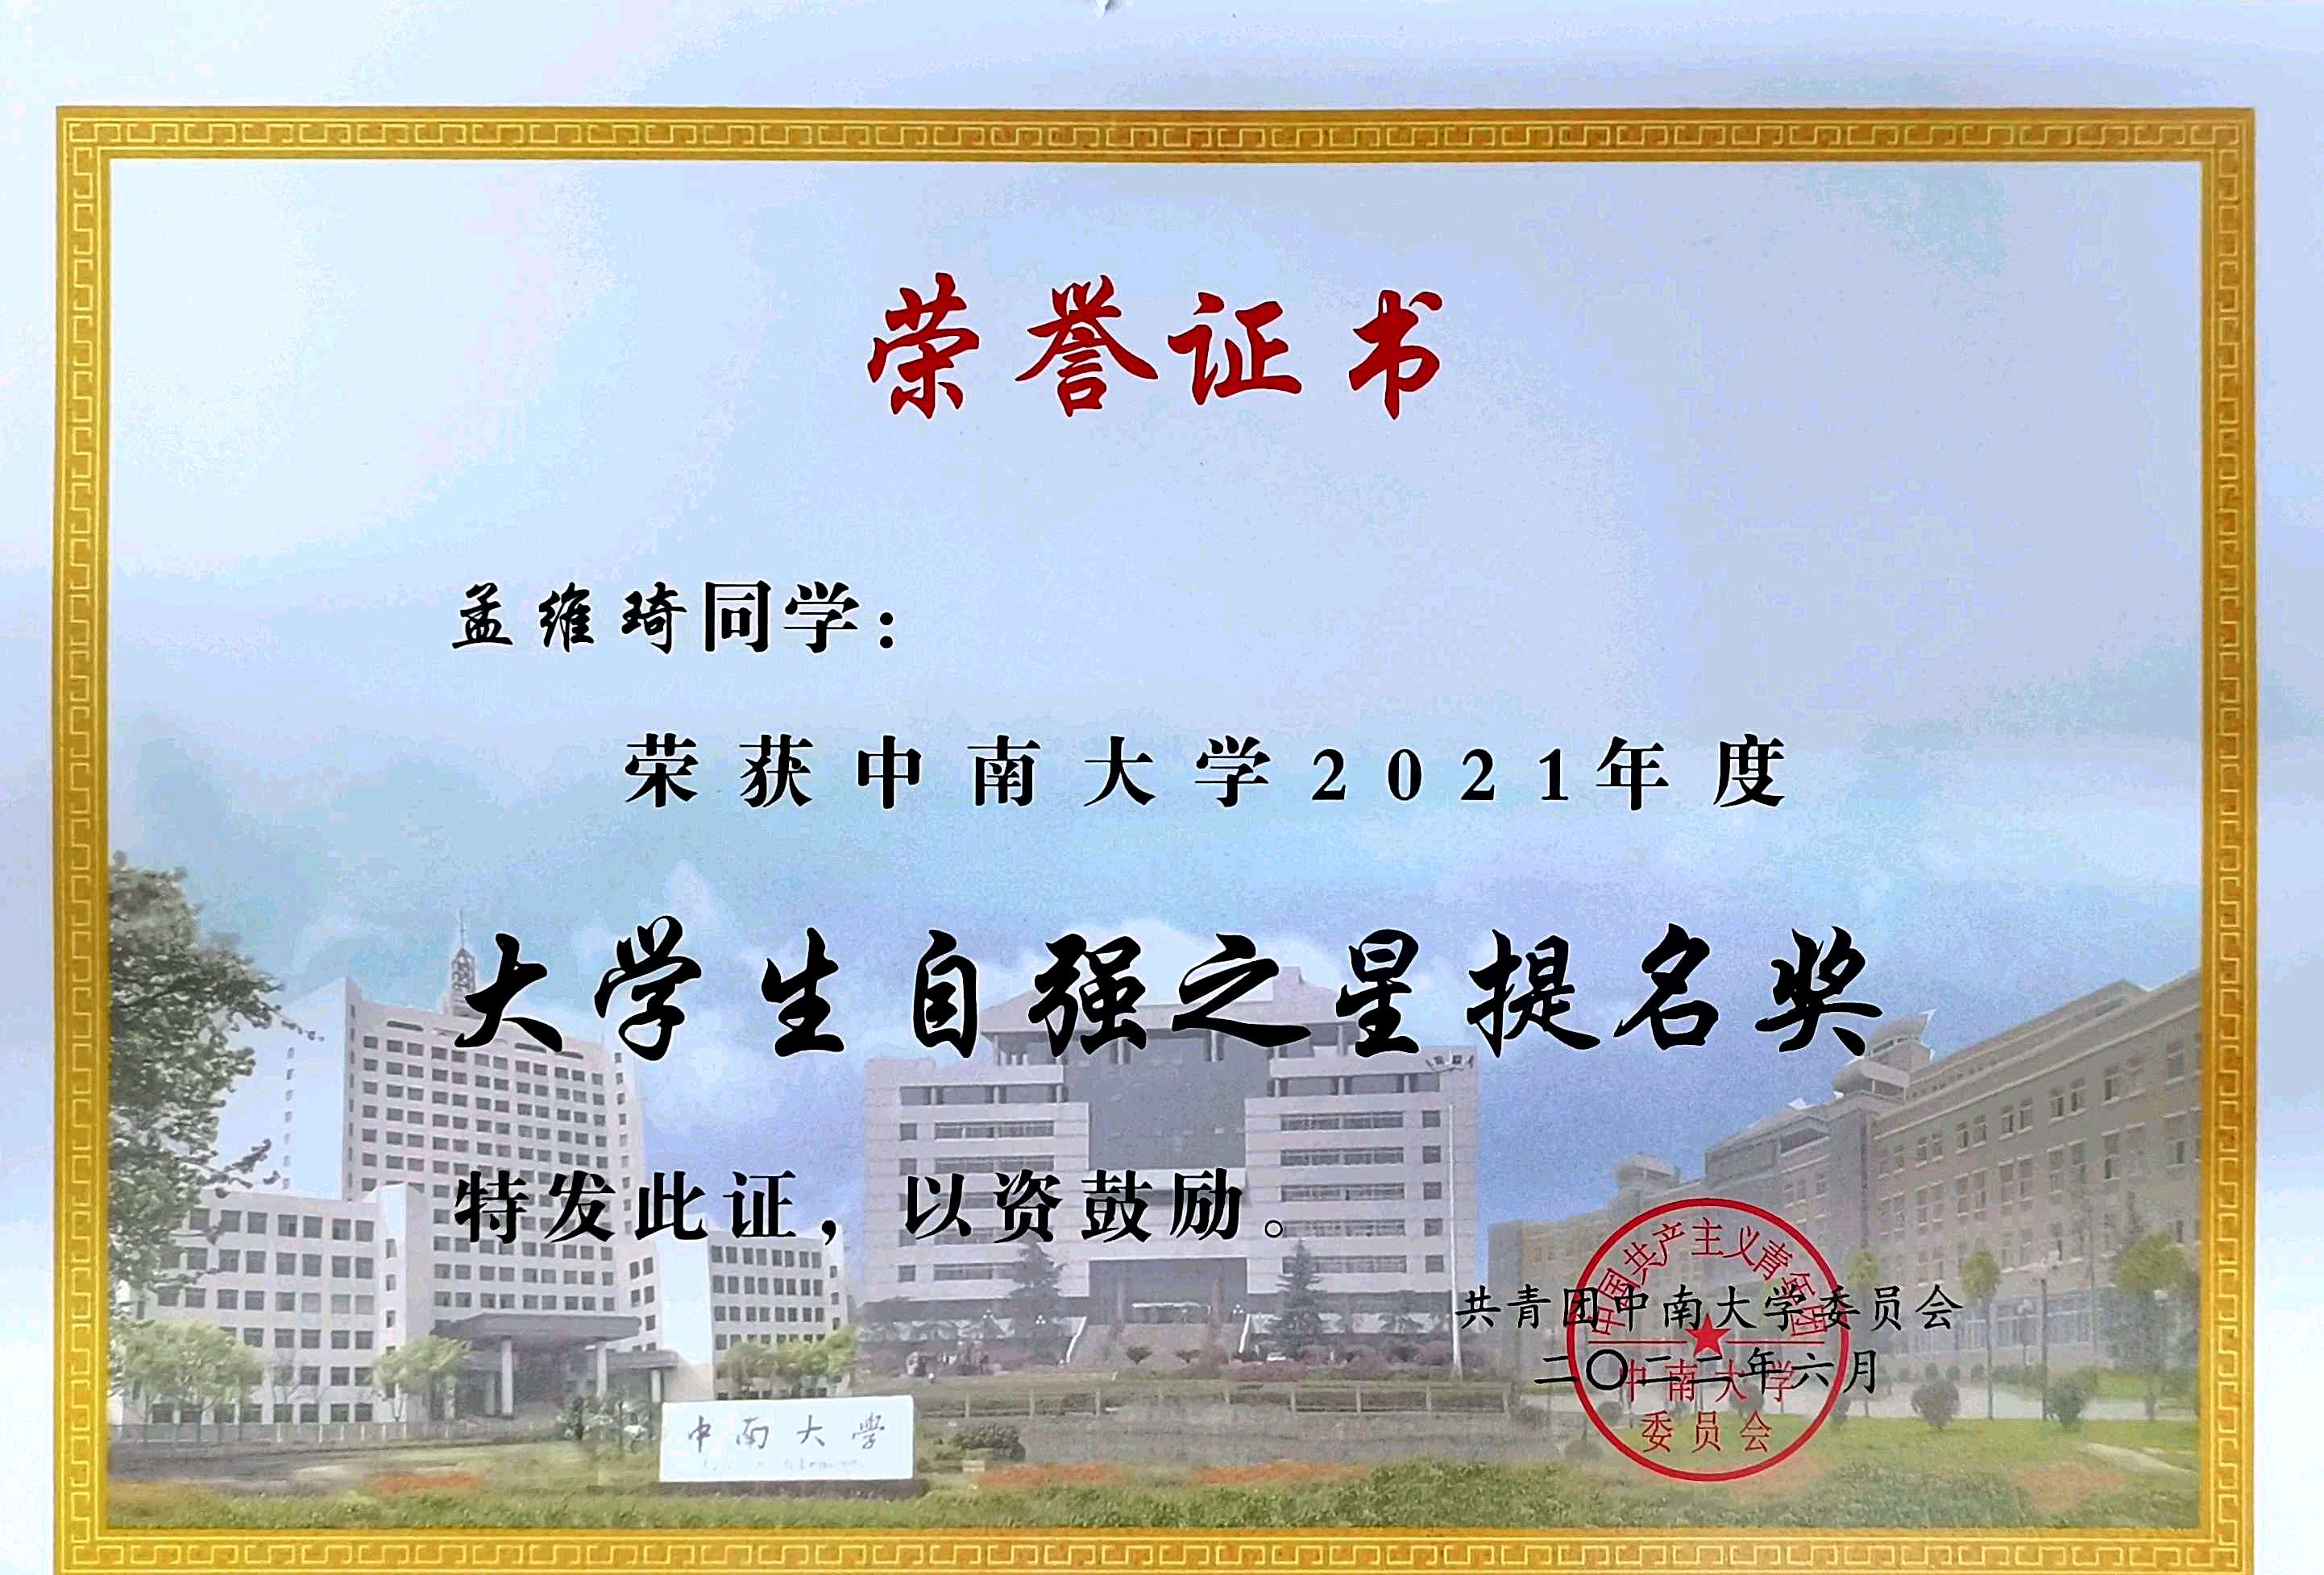 荣誉证书
孟维琦同学：
荣获中南大学2021年度
大学生自强之星提名奖
特发此证，以资鼓励。
共青团中南大学委员会
二〇二二年六月
中国共产主义青年团
中南大学
委员会
中南大学